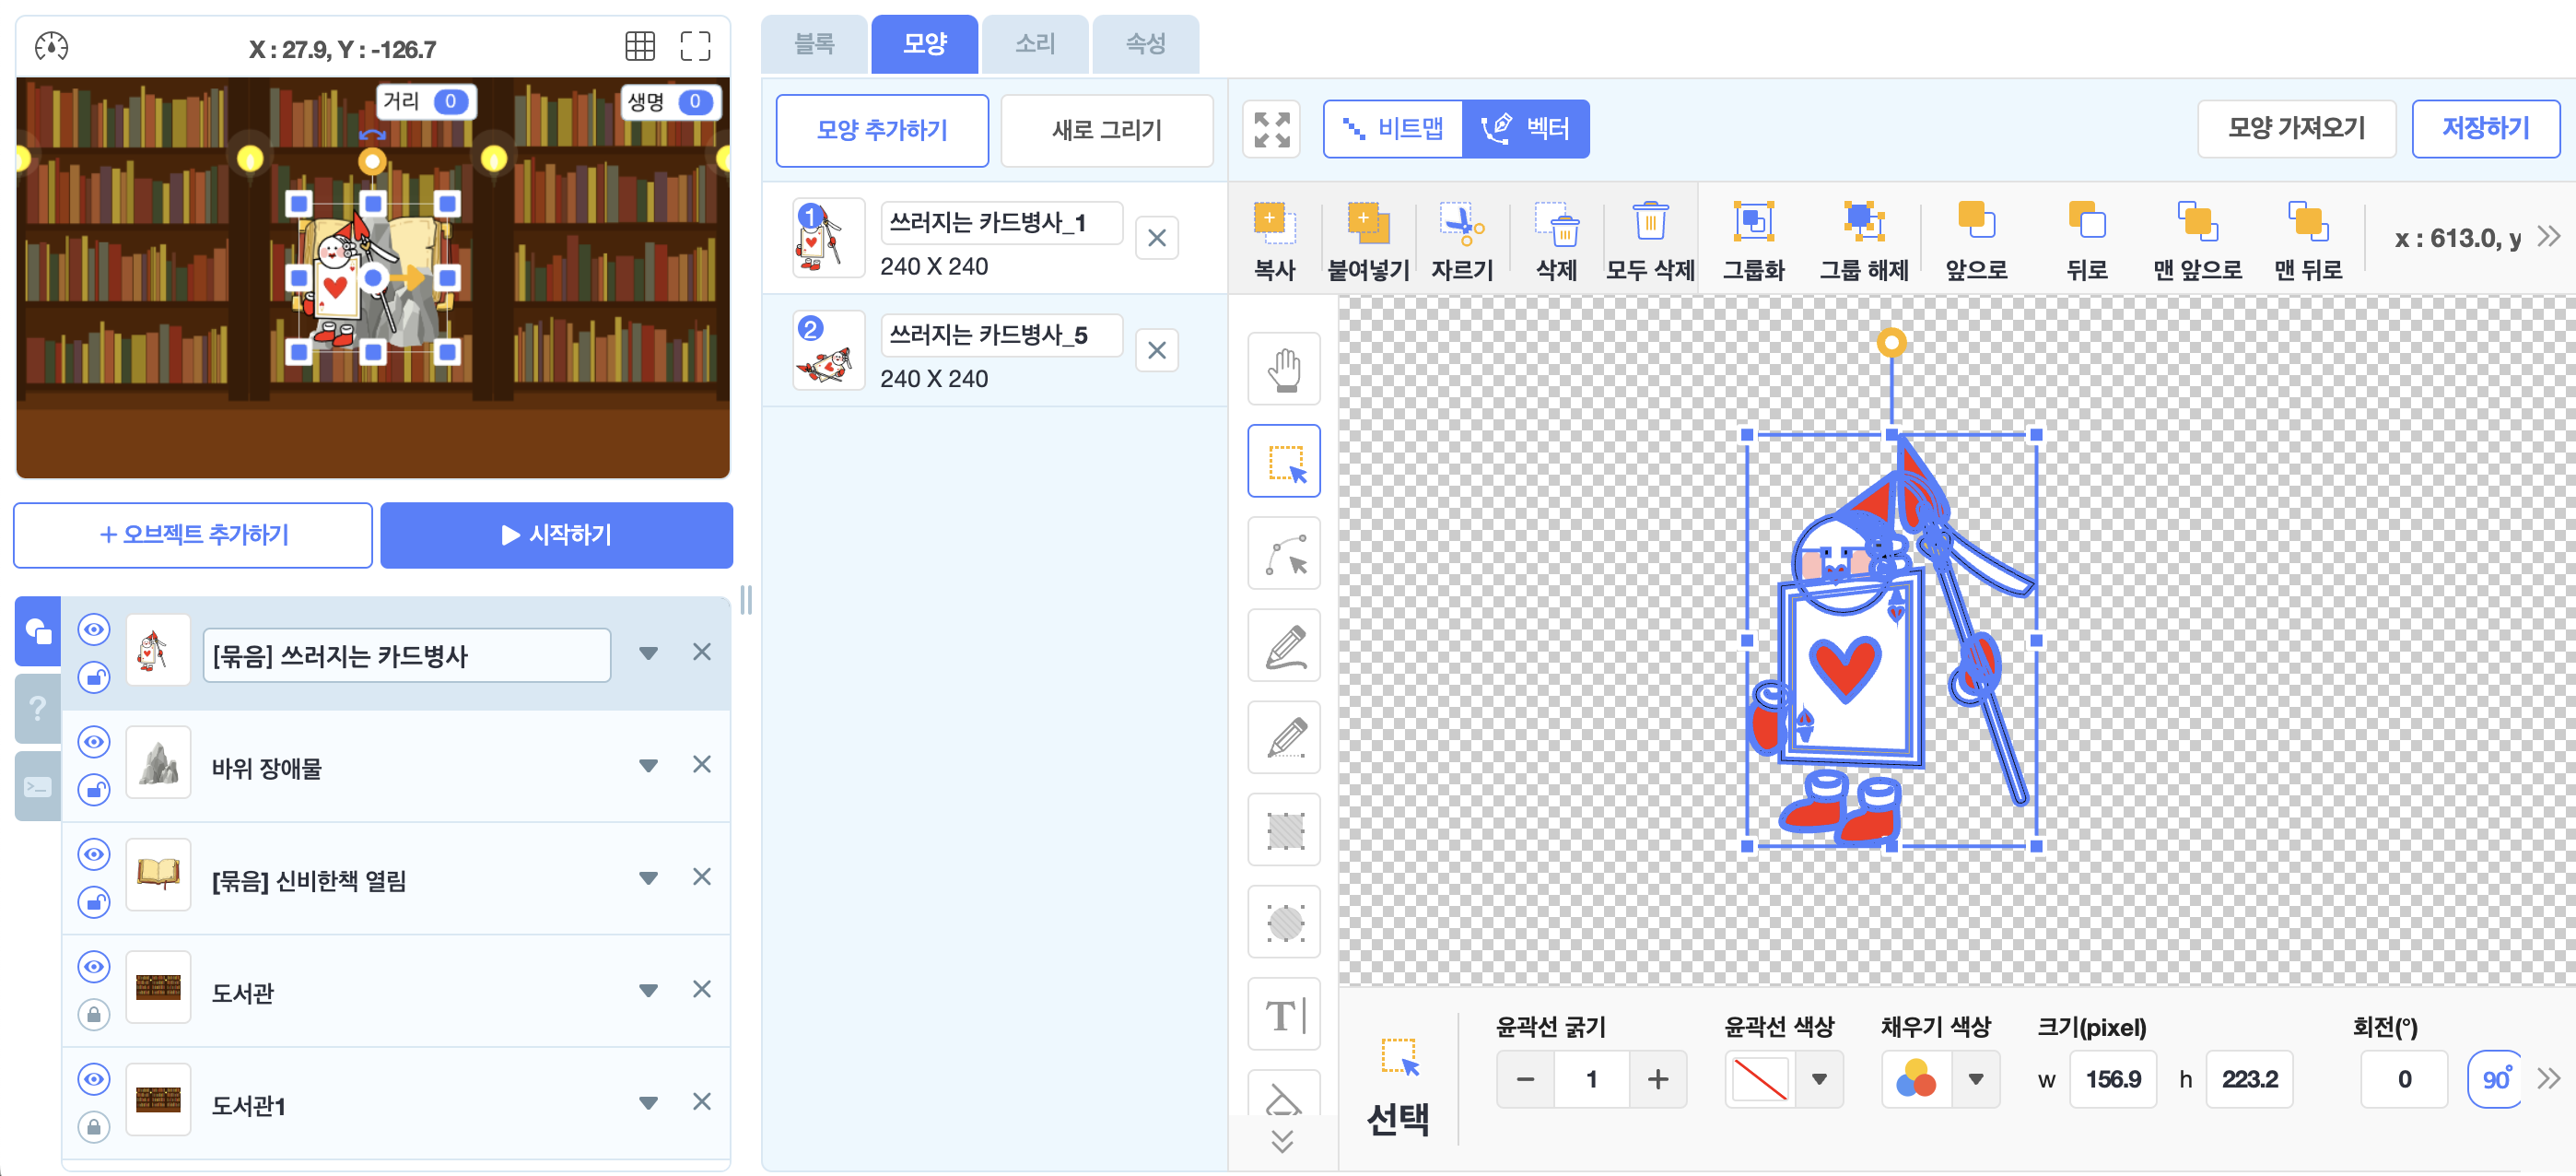 X : 27.9, Y : -126.7
거리 0
생명 0
+ 오브젝트 추가하기
시작하기
[묶음] 쓰러지는 카드병사
바위 장애물
[묶음] 신비한책 열림
도서관
도서관1
?
>_
블록
모양
소리
속성
모양 추가하기
새로 그리기
1
쓰러지는 카드병사_1
240 X 240
2
쓰러지는 카드병사_5
240 X 240
비트맵
벡터
모양 가져오기
저장하기
복사
붙여넣기
자르기
삭제
모두 삭제
그룹화
그룹 해제
앞으로
뒤로
맨 앞으로
맨 뒤로
x : 613.0, y
T
선택
윤곽선 굵기
− 1 +
윤곽선 색상
채우기 색상
크기(pixel)
w 156.9 h 223.2
회전(°)
0
90°